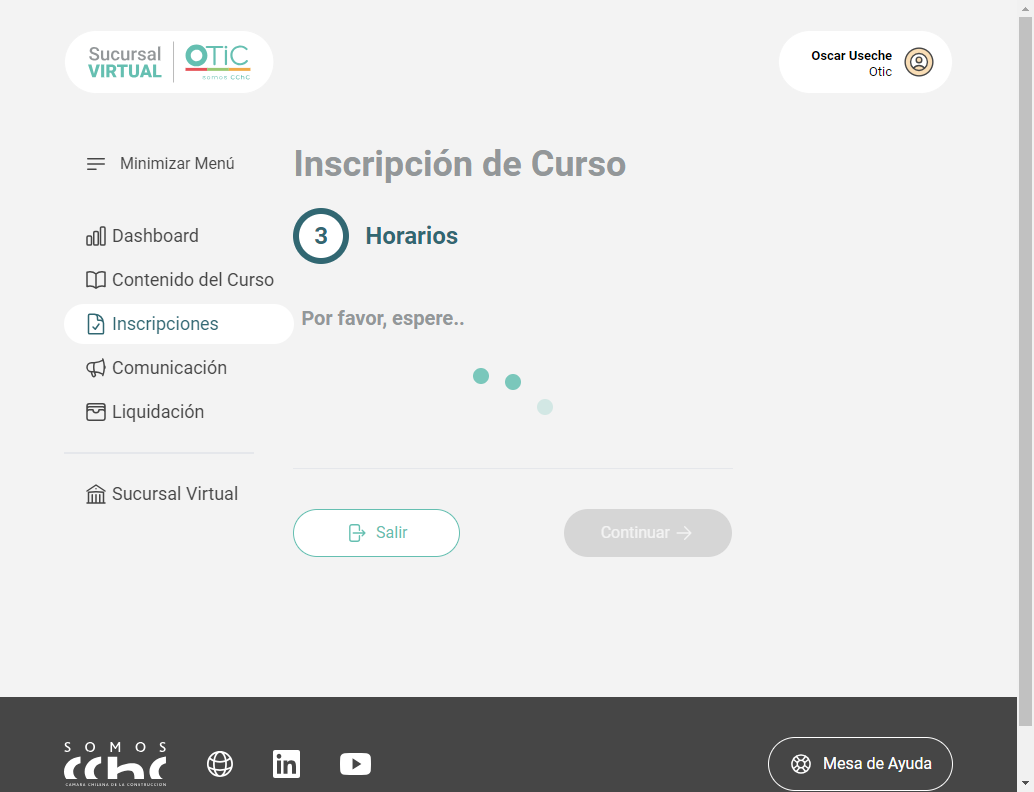 Sucursal
VIRTUAL
OTIC
somos cchc
Oscar Useche
Otic
Minimizar Menú
Inscripción de Curso
Dashboard
3
Horarios
Contenido del Curso
Inscripciones
Por favor, espere..
Comunicación
Liquidación
Sucursal Virtual
Salir
Continuar
SOMOS
cchc
CÁMARA CHILENA DE LA CONSTRUCCIÓN
in
Mesa de Ayuda